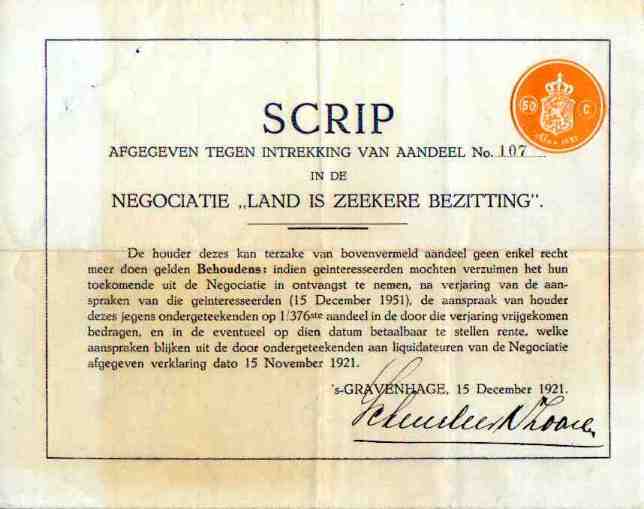 50 C
SCRIP
AFGEGEVEN TEGEN INTREKKING VAN AANDEEL No. 107
IN DE
NEGOCIATIE „LAND IS ZEEKERE BEZITTING".
De houder dezes kan terzake van bovenvermeld aandeel geen enkel recht
meer doen gelden Behoudens: indien geinteresseerden mochten verzuimen het hun
toekomende uit de Negociatie in ontvangst te nemen, na verjaring van de aan-
spraken van die geinteresseerden (15 December 1951), de aanspraak van houder
dezes jegens ondergeteekenden op 1/376ste aandeel in de door die verjaring vrijgekomen
bedragen, en in de eventueel op dien datum betaalbaar te stellen rente, welke
aanspraken blijken uit de door ondergeteekenden aan liquidateuren van de Negociatie
afgegeven verklaring dato 15 November 1921.
's-GRAVENHAGE, 15 December 1921.